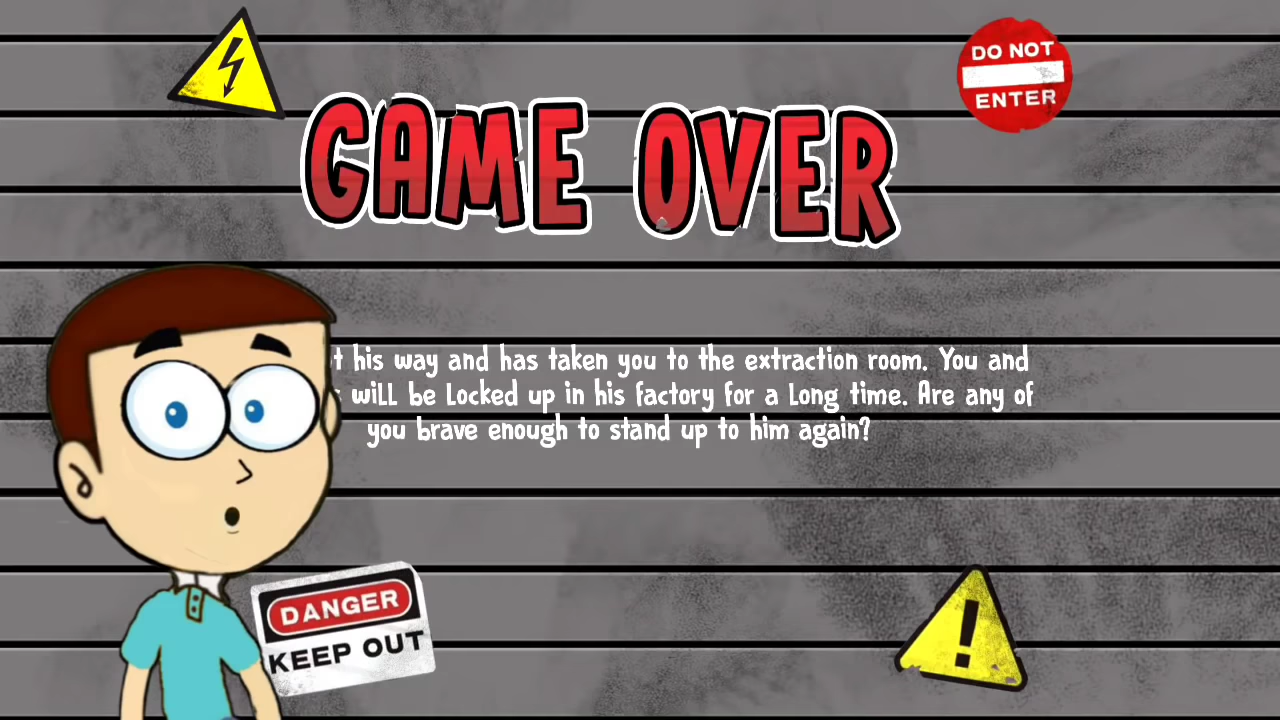 DO NOT
ENTER
GAME OVER
his way and has taken you to the extraction room. You and
will be locked up in his factory for a long time. Are any of
you brave enough to stand up to him again?
DANGER
KEEP OUT
!